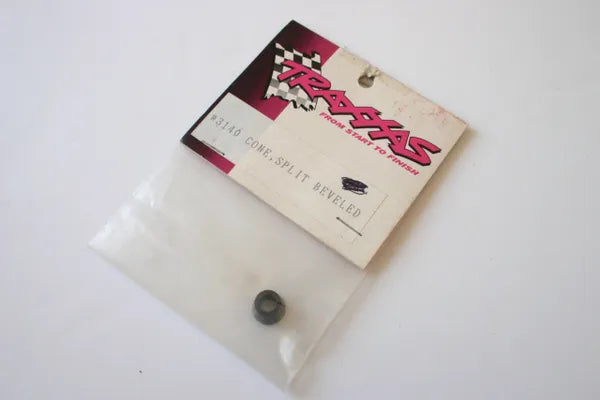 TRAXXAS
FROM START TO FINISH
#3140 CONE, SPLIT BEVELED